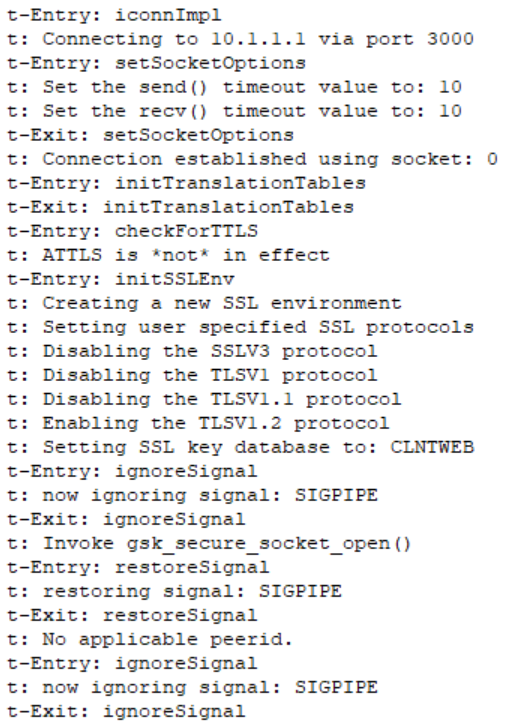 t-Entry: iconnImpl
t: Connecting to 10.1.1.1 via port 3000
t-Entry: setSocketOptions
t: Set the send() timeout value to: 10
t: Set the recv() timeout value to: 10
t-Exit: setSocketOptions
t: Connection established using socket: 0
t-Entry: initTranslationTables
t-Exit: initTranslationTables
t-Entry: checkForTTLS
t: ATTLS is *not* in effect
t-Entry: initSSLEnv
t: Creating a new SSL environment
t: Setting user specified SSL protocols
t: Disabling the SSLV3 protocol
t: Disabling the TLSV1 protocol
t: Disabling the TLSV1.1 protocol
t: Enabling the TLSV1.2 protocol
t: Setting SSL key database to: CLNTWEB
t-Entry: ignoreSignal
t: now ignoring signal: SIGPIPE
t-Exit: ignoreSignal
t: Invoke gsk_secure_socket_open()
t-Entry: restoreSignal
t: restoring signal: SIGPIPE
t-Exit: restoreSignal
t: No applicable peerid.
t-Entry: ignoreSignal
t: now ignoring signal: SIGPIPE
t-Exit: ignoreSignal